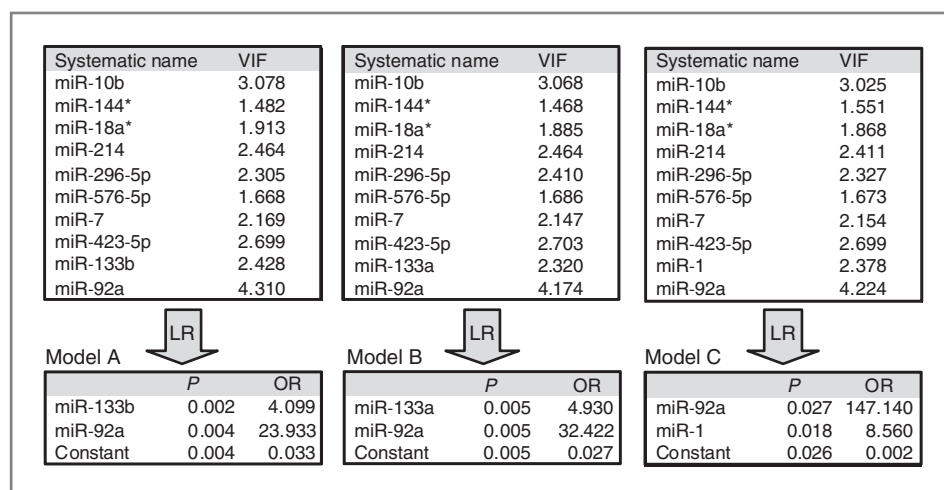 Systematic name VIF
miR-10b 3.078
miR-144* 1.482
miR-18a* 1.913
miR-214 2.464
miR-296-5p 2.305
miR-576-5p 1.668
miR-7 2.169
miR-423-5p 2.699
miR-133b 2.428
miR-92a 4.310
LR
Model A
P OR
miR-133b 0.002 4.099
miR-92a 0.004 23.933
Constant 0.004 0.033
Systematic name VIF
miR-10b 3.068
miR-144* 1.468
miR-18a* 1.885
miR-214 2.464
miR-296-5p 2.410
miR-576-5p 1.686
miR-7 2.147
miR-423-5p 2.703
miR-133a 2.320
miR-92a 4.174
LR
Model B
P OR
miR-133a 0.005 4.930
miR-92a 0.005 32.422
Constant 0.005 0.027
Systematic name VIF
miR-10b 3.025
miR-144* 1.551
miR-18a* 1.868
miR-214 2.411
miR-296-5p 2.327
miR-576-5p 1.673
miR-7 2.154
miR-423-5p 2.699
miR-1 2.378
miR-92a 4.224
LR
Model C
P OR
miR-92a 0.027 147.140
miR-1 0.018 8.560
Constant 0.026 0.002